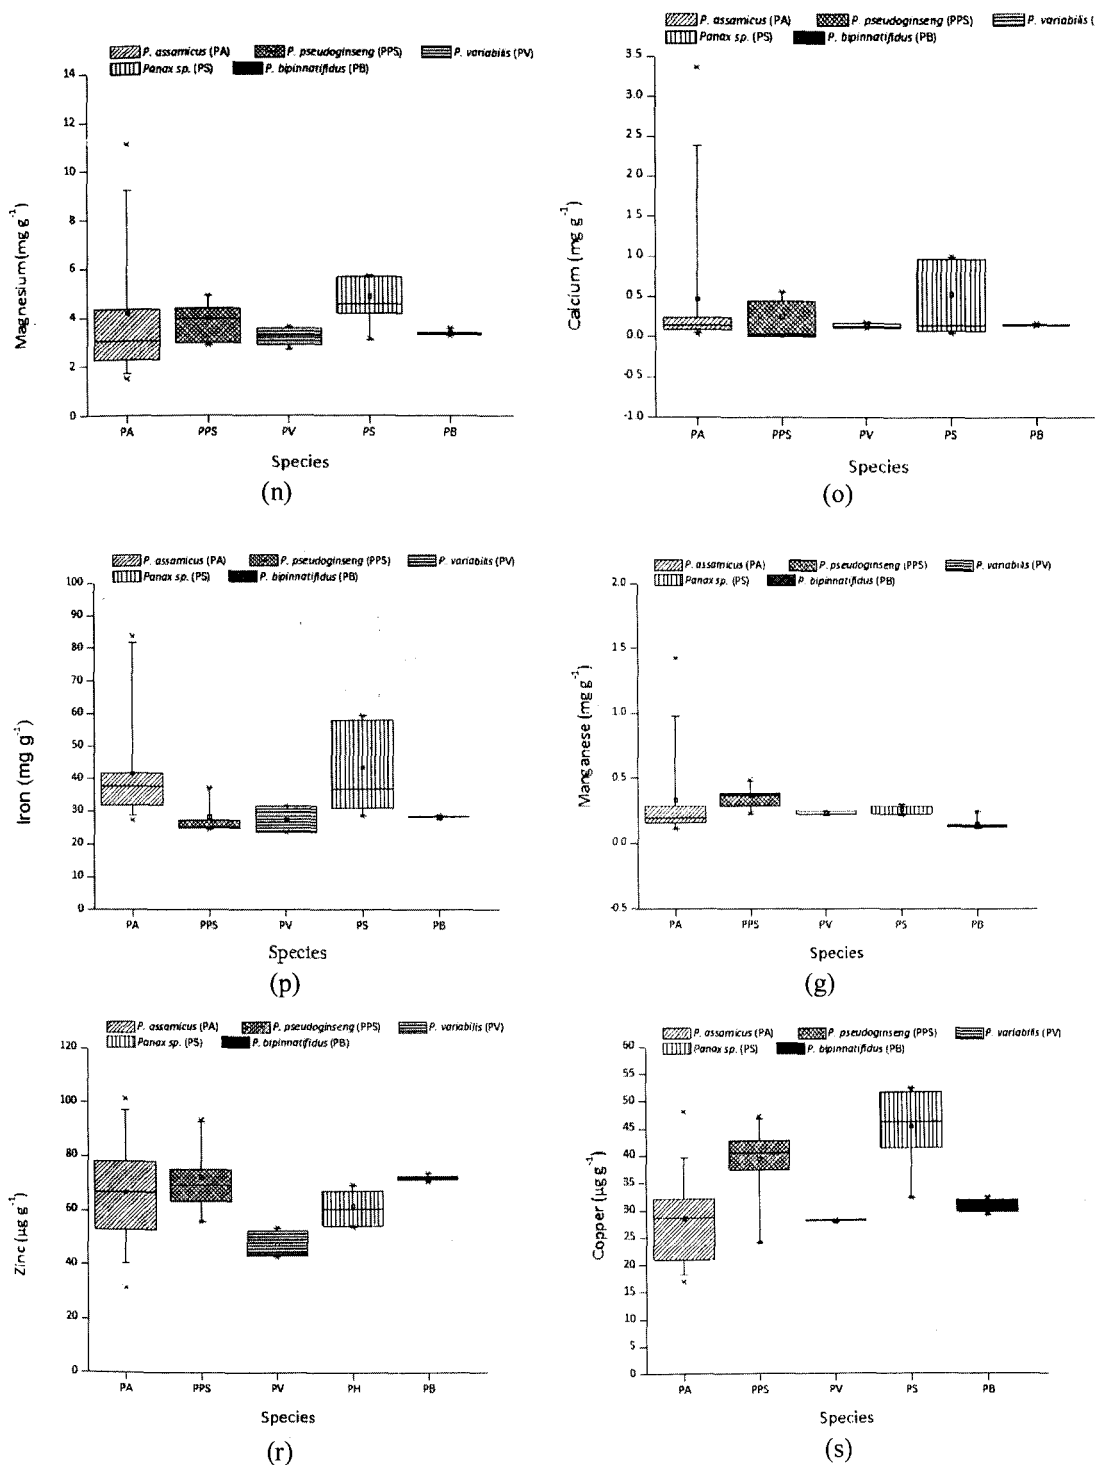 P. assamicus (PA) P. pseudoginseng (PPS) P. variabilis (PV)
Panax sp. (PS) P. bipinnatifidus (PB)
14
12
10
8
6
4
2
0
Magnesium(mg g-1)
PA PPS PV PS PB
Species
(n)
P. assamicus (PA) P. pseudoginseng (PPS) P. variabilis (
Panax sp. (PS) P. bipinnatifidus (PB)
3.5
3.0
2.5
2 0
1 5
1 0
0.5
0.0
-0 5
-1 0
Calcium (mg g-1)
PA PPS PV PS PB
Species
(o)
P. assamicus (PA) P. pseudoginseng (PPS) P. variabilis (PV)
Panax sp. (PS) P. bipinnatifidus (PB)
100
90
80
70
60
50
40
30
20
10
0
Iron (mg g-1)
PA PPS PV PS PB
Species
(p)
P. assamicus (PA) P. pseudoginseng (PPS) P. variabilis (PV)
Panax sp. (PS) P. bipinnatifidus (PB)
2.0
1.5
1.0
0.5
0.0
-0.5
Manganese (mg g-1)
PA PPS PV PS PB
Species
(g)
P. assamicus (PA) P. pseudoginseng (PPS) P. variabilis (PV)
Panax sp. (PS) P. bipinnatifidus (PB)
120
100
80
60
40
20
0
Zinc (µg g-1)
PA PPS PV PH PB
Species
(r)
P. assamicus (PA) P. pseudoginseng (PPS) P. variabilis (PV)
Panax sp. (PS) P. bipinnatifidus (PB)
60
55
50
45
40
35
30
25
20
15
10
5
0
Copper (µg g-1)
PA PPS PV PS PB
Species
(s)